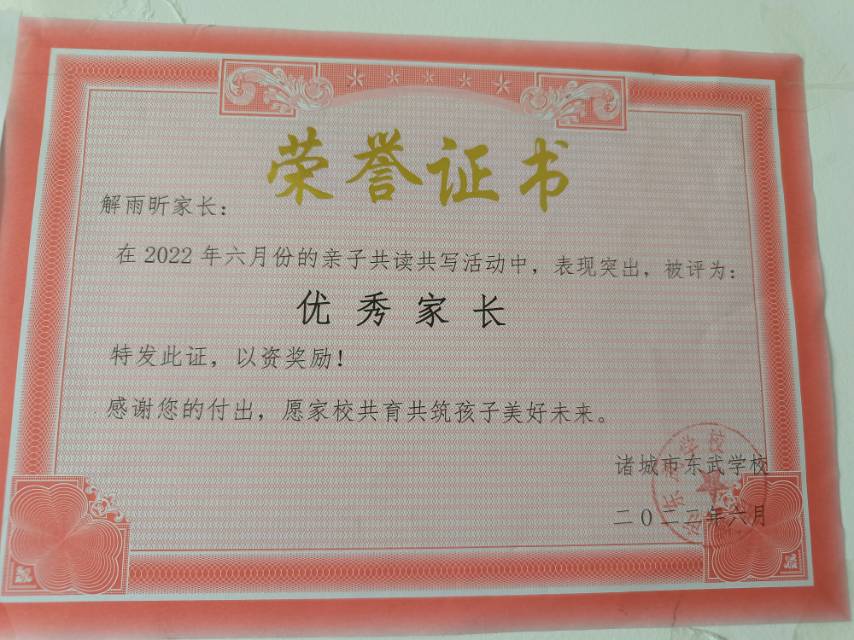 荣誉证书
解雨昕家长：
在2022年六月份的亲子共读共写活动中，表现突出，被评为：
优秀家长
特发此证，以资奖励！
感谢您的付出，愿家校共育共筑孩子美好未来。
诸城市东武学校
二〇二二年六月